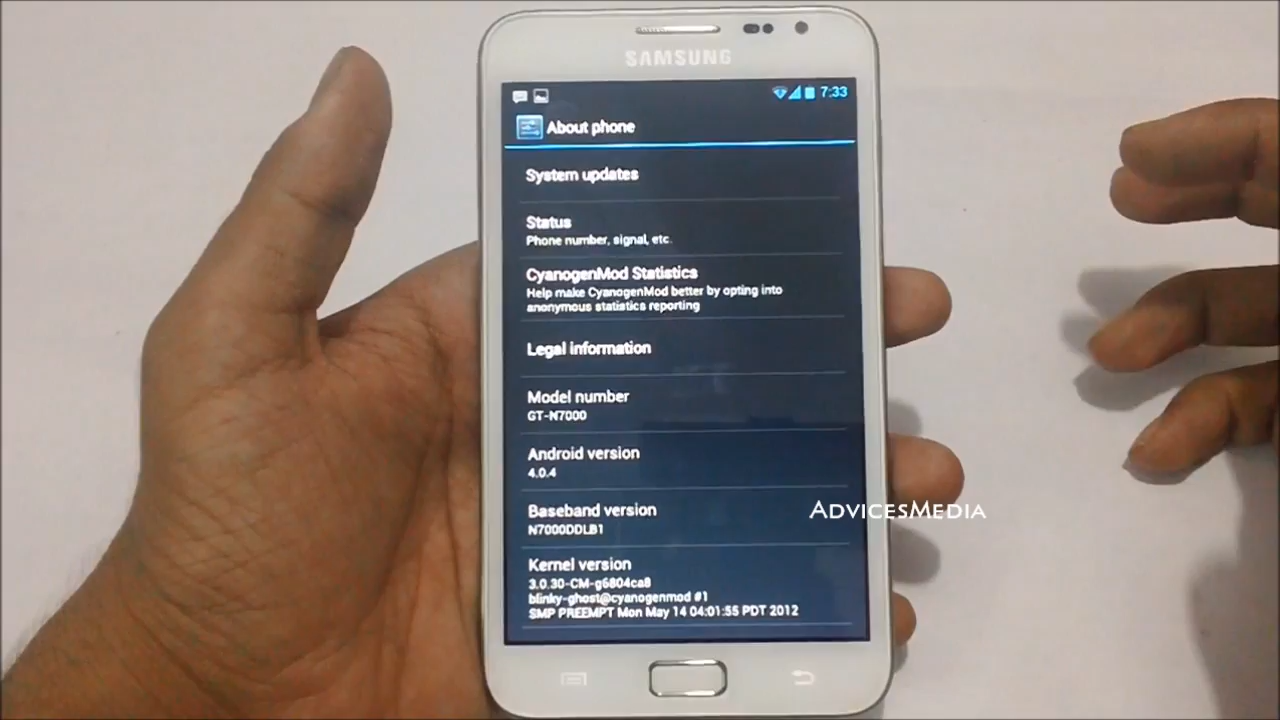 SAMSUNG
7:33
About phone
System updates
Status
Phone number, signal, etc.
CyanogenMod Statistics
Help make CyanogenMod better by opting into
anonymous statistics reporting
Legal information
Model number
GT-N7000
Android version
4.0.4
Baseband version
N7000DDLB1
Kernel version
3.0.30-CM-g6804ca8
blinky-ghost@cyanogenmod #1
SMP PREEMPT Mon May 14 04:01:55 PDT 2012
ADVICESMEDIA